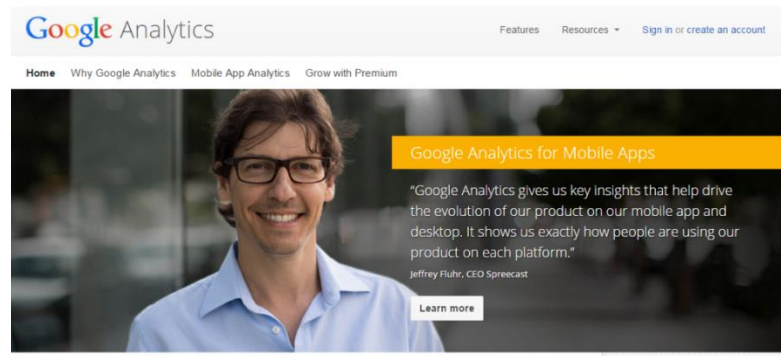 Google Analytics
Features Resources Sign in or create an account
Home Why Google Analytics Mobile App Analytics Grow with Premium
Google Analytics for Mobile Apps
“Google Analytics gives us key insights that help drive
the evolution of our product on our mobile app and
desktop. It shows us exactly how people are using our
product on each platform.”
Jeffrey Fluhr, CEO Spreecast
Learn more